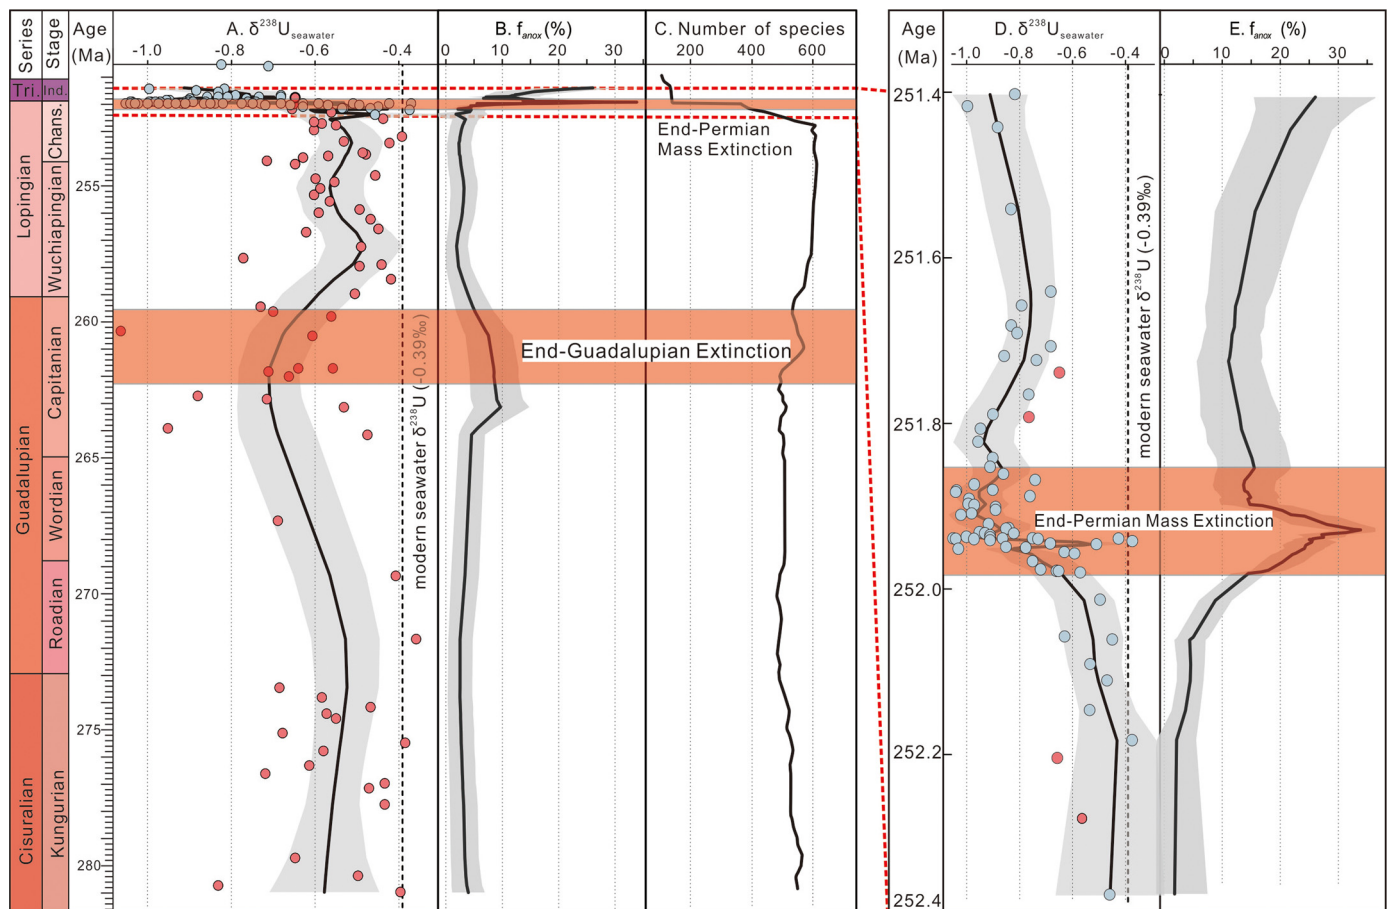 Series
Stage
Age
(Ma)
A. δ²³⁸U seawater
-1.0 -0.8 -0.6 -0.4
B. fanox (%)
0 10 20 30
C. Number of species
200 400 600
Age
(Ma)
D. δ²³⁸U seawater
-1.0 -0.8 -0.6 -0.4
E. fanox (%)
0 10 20 30
Tri.
Ind.
Lopingian
Chans.
Wuchiapingian
Guadalupian
Capitanian
Wordian
Roadian
Cisuralian
Kungurian
255
260
265
270
275
280
modern seawater δ²³⁸U (-0.39‰)
End-Permian
Mass Extinction
End-Guadalupian Extinction
251.4
251.6
251.8
252.0
252.2
252.4
modern seawater δ²³⁸U (-0.39‰)
End-Permian Mass Extinction